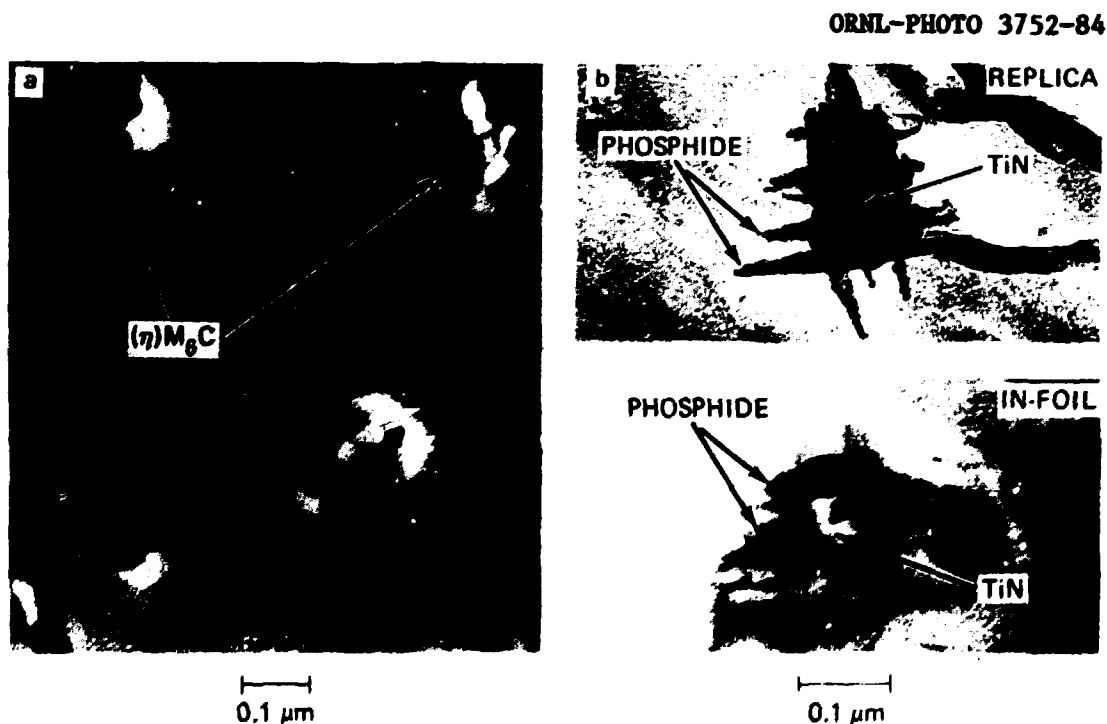 ORNL-PHOTO 3752-84
a
(η)M₆C
0.1 μm
b
REPLICA
PHOSPHIDE
TiN
IN-FOIL
PHOSPHIDE
TiN
0.1 μm